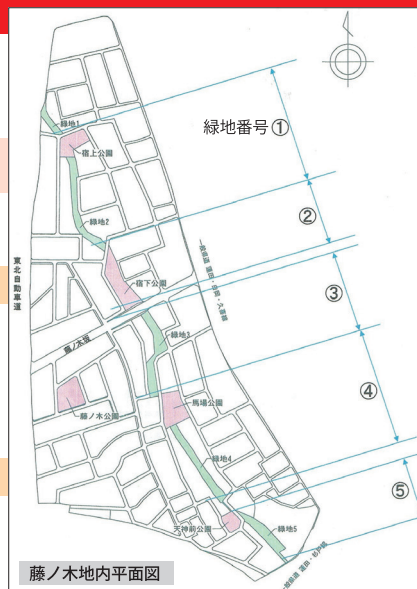 緑地番号①
緑地1
宿上公園
②
緑地2
東北自動車道
宿下公園
③
藤ノ木線
緑地3
④
藤ノ木公園
馬場公園
緑地4
⑤
天神前公園
緑地5
藤ノ木地内平面図